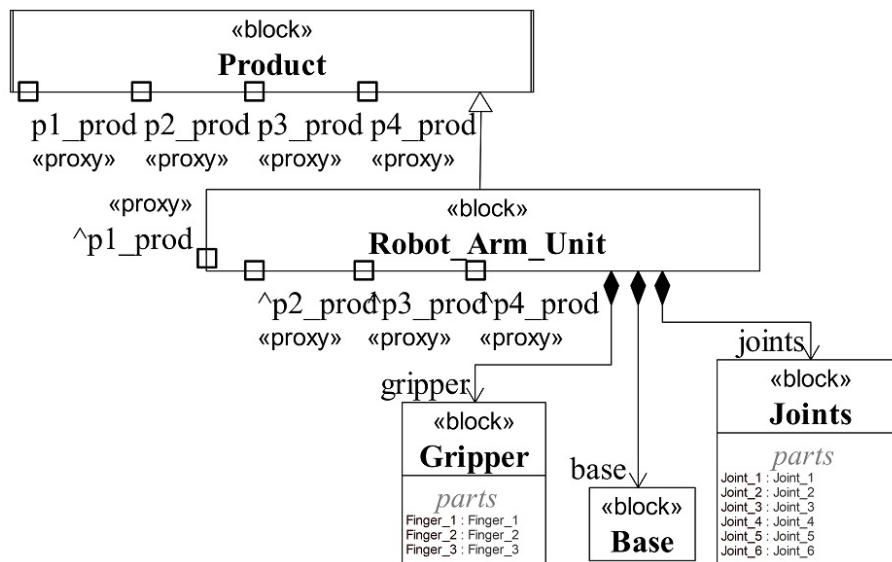 «block»
Product
p1_prod p2_prod p3_prod p4_prod
«proxy» «proxy» «proxy» «proxy»
«proxy»
^p1_prod
«block»
Robot_Arm_Unit
^p2_prod ^p3_prod ^p4_prod
«proxy» «proxy» «proxy»
joints
«block»
Joints
parts
Joint_1 : Joint_1
Joint_2 : Joint_2
Joint_3 : Joint_3
Joint_4 : Joint_4
Joint_5 : Joint_5
Joint_6 : Joint_6
gripper
«block»
Gripper
parts
Finger_1 : Finger_1
Finger_2 : Finger_2
Finger_3 : Finger_3
base
«block»
Base